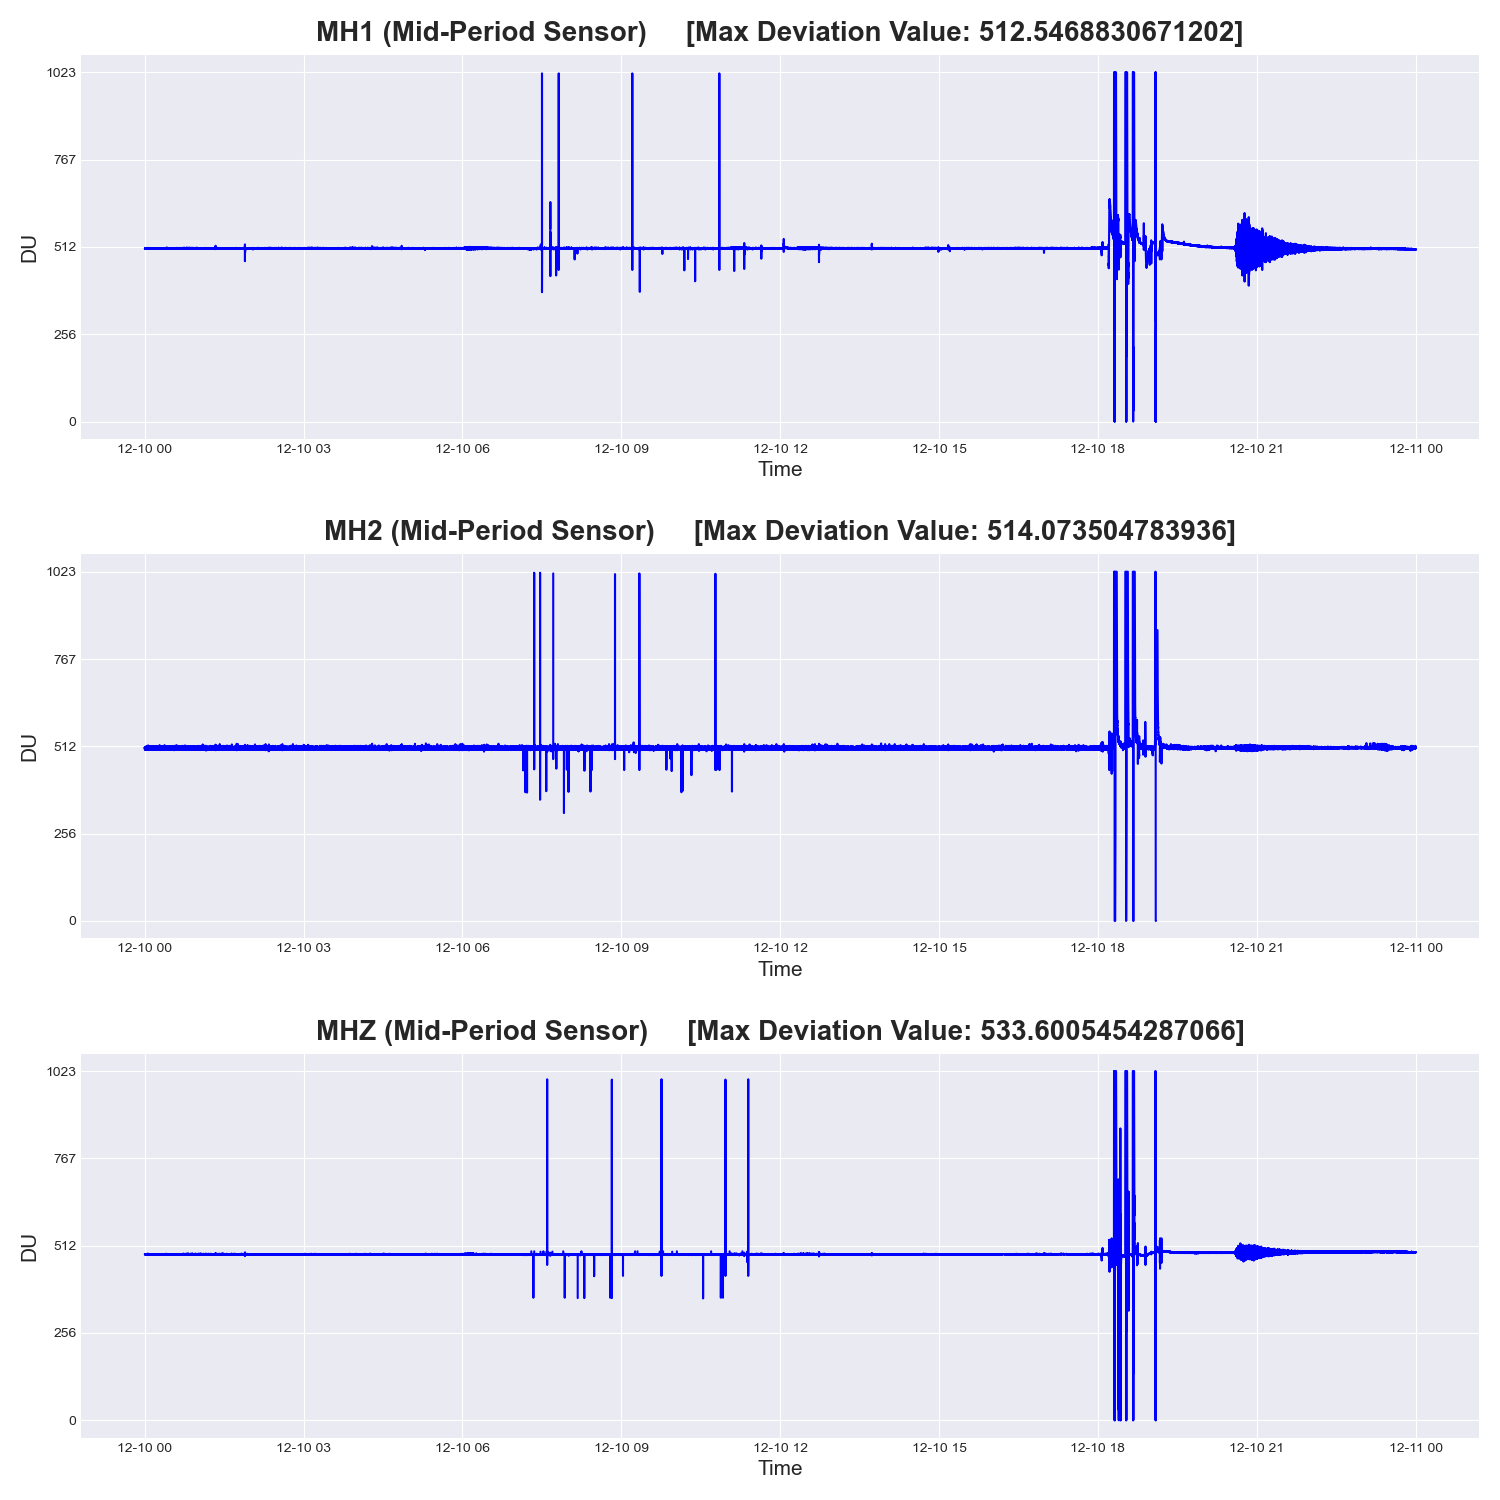 MH1 (Mid-Period Sensor) [Max Deviation Value: 512.5468830671202]
1023
767
512
256
0
DU
12-10 00 12-10 03 12-10 06 12-10 09 12-10 12 12-10 15 12-10 18 12-10 21 12-11 00
Time
MH2 (Mid-Period Sensor) [Max Deviation Value: 514.073504783936]
1023
767
512
256
0
DU
12-10 00 12-10 03 12-10 06 12-10 09 12-10 12 12-10 15 12-10 18 12-10 21 12-11 00
Time
MHZ (Mid-Period Sensor) [Max Deviation Value: 533.6005454287066]
1023
767
512
256
0
DU
12-10 00 12-10 03 12-10 06 12-10 09 12-10 12 12-10 15 12-10 18 12-10 21 12-11 00
Time